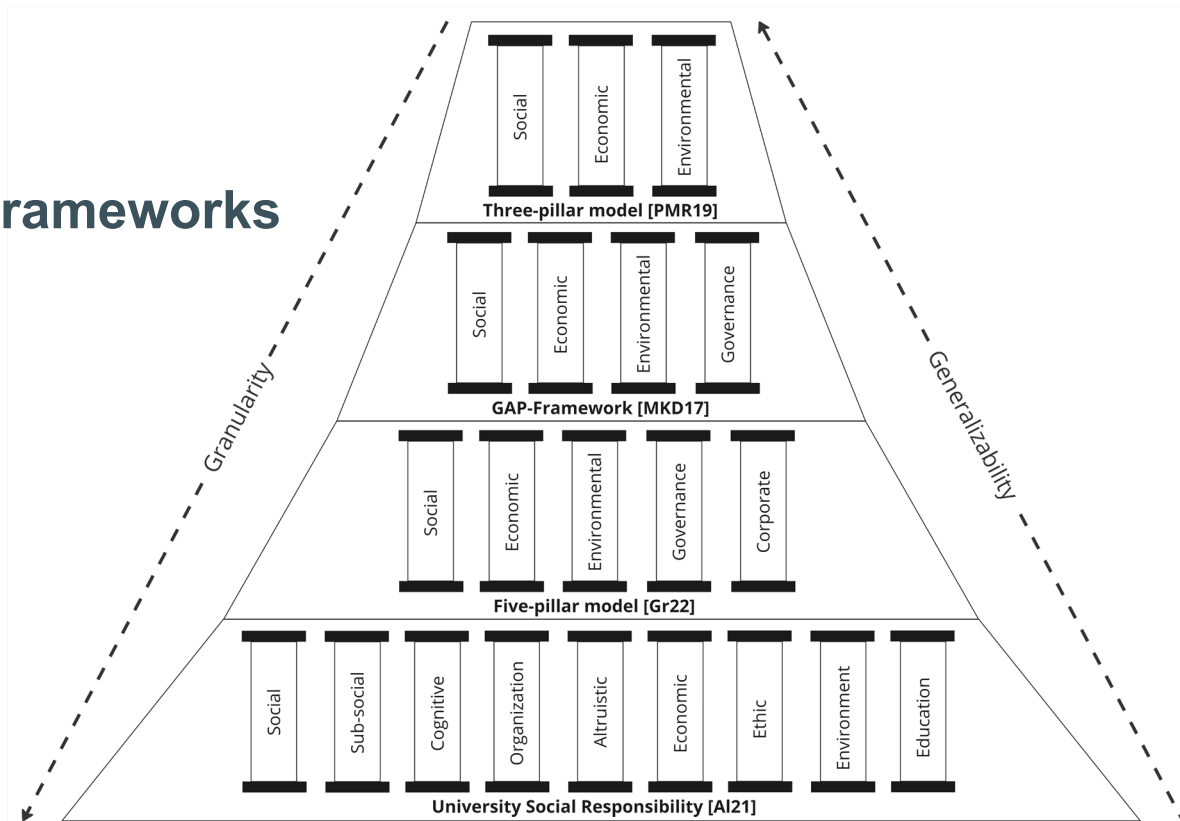 rameworks
Social
Economic
Environmental
Three-pillar model [PMR19]
Social
Economic
Environmental
Governance
GAP-Framework [MKD17]
Granularity
Generalizability
Social
Economic
Environmental
Governance
Corporate
Five-pillar model [Gr22]
Social
Sub-social
Cognitive
Organization
Altruistic
Economic
Ethic
Environment
Education
University Social Responsibility [Al21]